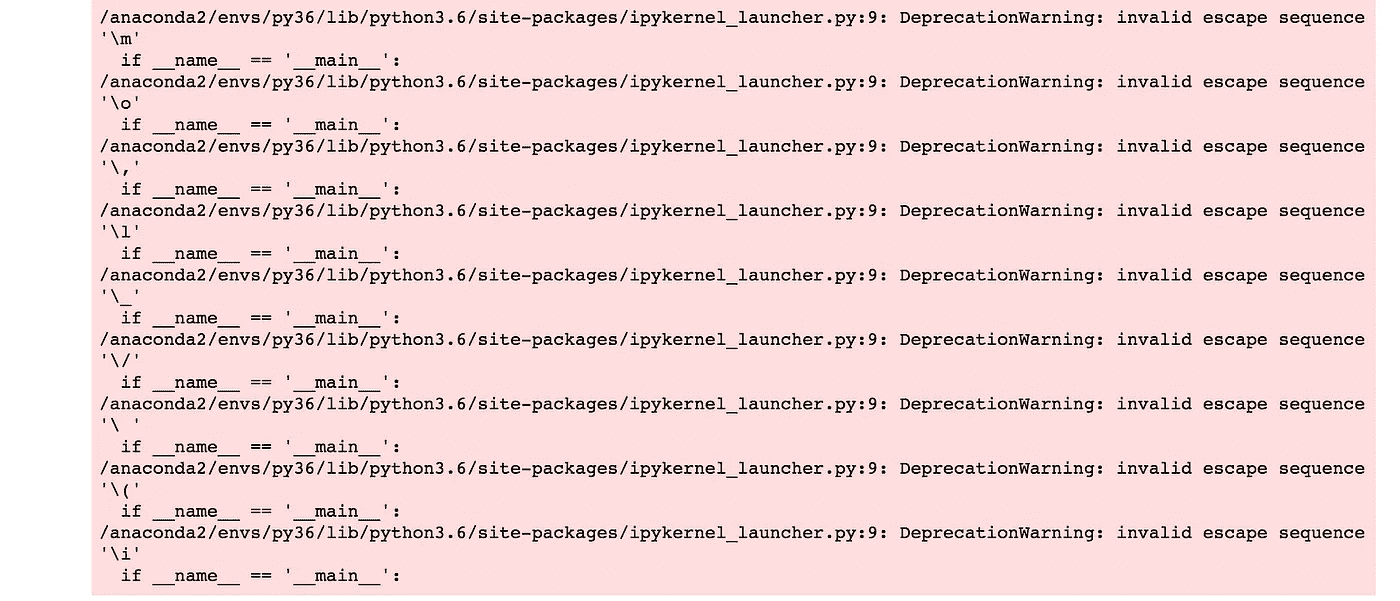 /anaconda2/envs/py36/lib/python3.6/site-packages/ipykernel_launcher.py:9: DeprecationWarning: invalid escape sequence
'\m'
  if __name__ == '__main__':
/anaconda2/envs/py36/lib/python3.6/site-packages/ipykernel_launcher.py:9: DeprecationWarning: invalid escape sequence
'\o'
  if __name__ == '__main__':
/anaconda2/envs/py36/lib/python3.6/site-packages/ipykernel_launcher.py:9: DeprecationWarning: invalid escape sequence
'\,'
  if __name__ == '__main__':
/anaconda2/envs/py36/lib/python3.6/site-packages/ipykernel_launcher.py:9: DeprecationWarning: invalid escape sequence
'\l'
  if __name__ == '__main__':
/anaconda2/envs/py36/lib/python3.6/site-packages/ipykernel_launcher.py:9: DeprecationWarning: invalid escape sequence
'\_'
  if __name__ == '__main__':
/anaconda2/envs/py36/lib/python3.6/site-packages/ipykernel_launcher.py:9: DeprecationWarning: invalid escape sequence
'\/'
  if __name__ == '__main__':
/anaconda2/envs/py36/lib/python3.6/site-packages/ipykernel_launcher.py:9: DeprecationWarning: invalid escape sequence
'\ '
  if __name__ == '__main__':
/anaconda2/envs/py36/lib/python3.6/site-packages/ipykernel_launcher.py:9: DeprecationWarning: invalid escape sequence
'\('
  if __name__ == '__main__':
/anaconda2/envs/py36/lib/python3.6/site-packages/ipykernel_launcher.py:9: DeprecationWarning: invalid escape sequence
'\i'
  if __name__ == '__main__':